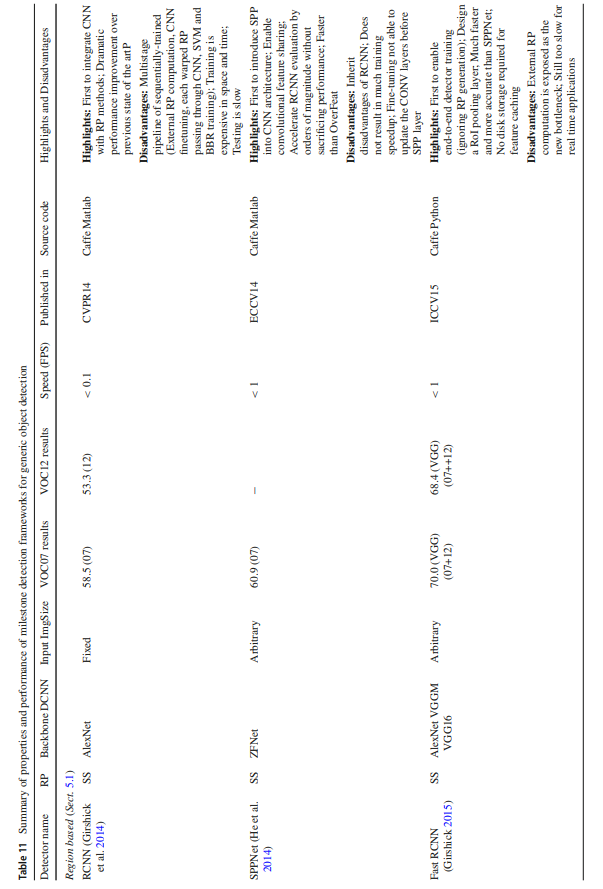 Table 11 Summary of properties and performance of milestone detection frameworks for generic object detection
Detector name RP Backbone DCNN Input ImgSize VOC07 results VOC12 results Speed (FPS) Published in Source code Highlights and Disadvantages
Region based (Sect. 5.1)
RCNN (Girshick SS AlexNet Fixed 58.5 (07) 53.3 (12) < 0.1 CVPR14 Caffe Matlab Highlights: First to integrate CNN
et al. 2014) with RP methods; Dramatic
performance improvement over
previous state of the artP
Disadvantages: Multistage
pipeline of sequentially-trained
(External RP computation, CNN
finetuning, each warped RP
passing through CNN, SVM and
BBR training); Training is
expensive in space and time;
Testing is slow
SPPNet (He et al. SS ZFNet Arbitrary 60.9 (07) – < 1 ECCV14 Caffe Matlab Highlights: First to introduce SPP
2014) into CNN architecture; Enable
convolutional feature sharing;
Accelerate RCNN evaluation by
orders of magnitude without
sacrificing performance; Faster
than OverFeat
Disadvantages: Inherit
disadvantages of RCNN; Does
not result in much training
speedup; Fine-tuning not able to
update the CONV layers before
SPP layer
Fast RCNN SS AlexNet VGGM Arbitrary 70.0 (VGG) 68.4 (VGG) < 1 ICCV15 Caffe Python Highlights: First to enable
(Girshick 2015) VGG16 (07+12) (07++12) end-to-end detector training
(ignoring RP generation); Design
a RoI pooling layer; Much faster
and more accurate than SPPNet;
No disk storage required for
feature caching
Disadvantages: External RP
computation is exposed as the
new bottleneck; Still too slow for
real time applications